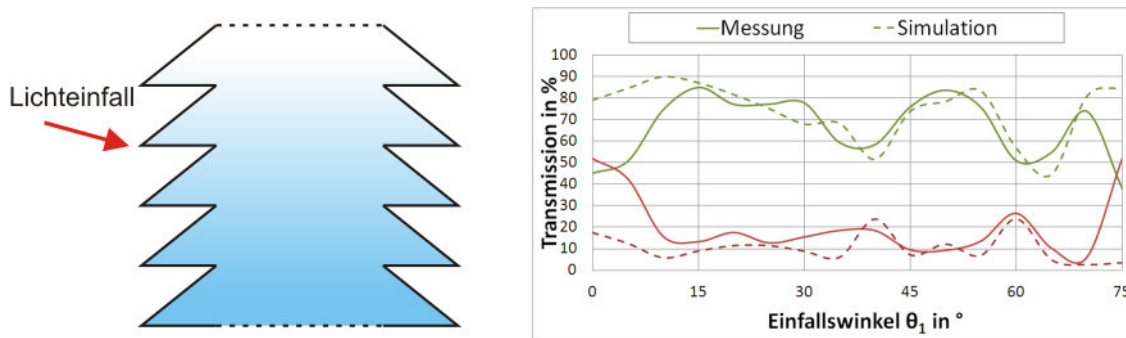 Lichteinfall
Messung Simulation
Transmission in %
100
90
80
70
60
50
40
30
20
10
0
0 15 30 45 60 75
Einfallswinkel θ₁ in °